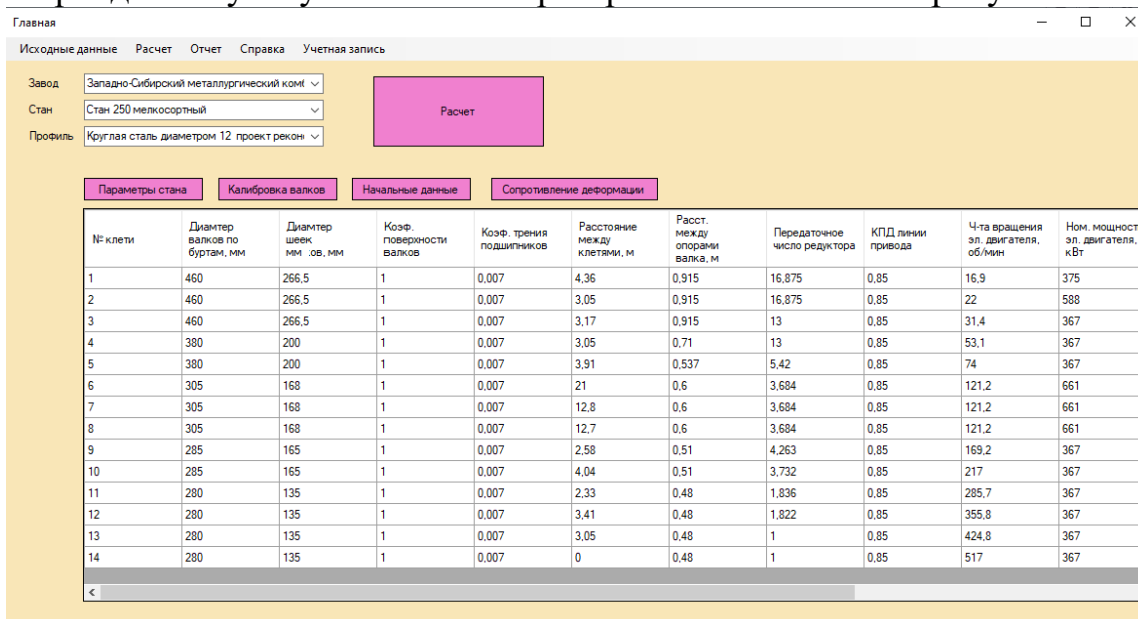 Главная
Исходные данные Расчет Отчет Справка Учетная запись
Завод Западно-Сибирский металлургический комб
Стан Стан 250 мелкосортный
Профиль Круглая сталь диаметром 12 проект рекон
Расчет
Параметры стана Калибровка валков Начальные данные Сопротивление деформации
№ клети Диамтер валков по буртам, мм Диамтер шеек мм .ов, мм Коэф. поверхности валков Коэф. трения подшипников Расстояние между клетями, м Расст. между опорами валка, м Передаточное число редуктора КПД линии привода Ч-та вращения эл. двигателя, об/мин Ном. мощност эл. двигателя, кВт
1 460 266,5 1 0,007 4,36 0,915 16,875 0,85 16,9 375
2 460 266,5 1 0,007 3,05 0,915 16,875 0,85 22 588
3 460 266,5 1 0,007 3,17 0,915 13 0,85 31,4 367
4 380 200 1 0,007 3,05 0,71 13 0,85 53,1 367
5 380 200 1 0,007 3,91 0,537 5,42 0,85 74 367
6 305 168 1 0,007 21 0,6 3,684 0,85 121,2 661
7 305 168 1 0,007 12,8 0,6 3,684 0,85 121,2 661
8 305 168 1 0,007 12,7 0,6 3,684 0,85 121,2 661
9 285 165 1 0,007 2,58 0,51 4,263 0,85 169,2 367
10 285 165 1 0,007 4,04 0,51 3,732 0,85 217 367
11 280 135 1 0,007 2,33 0,48 1,836 0,85 285,7 367
12 280 135 1 0,007 3,41 0,48 1,822 0,85 355,8 367
13 280 135 1 0,007 3,05 0,48 1 0,85 424,8 367
14 280 135 1 0,007 0 0,48 1 0,85 517 367